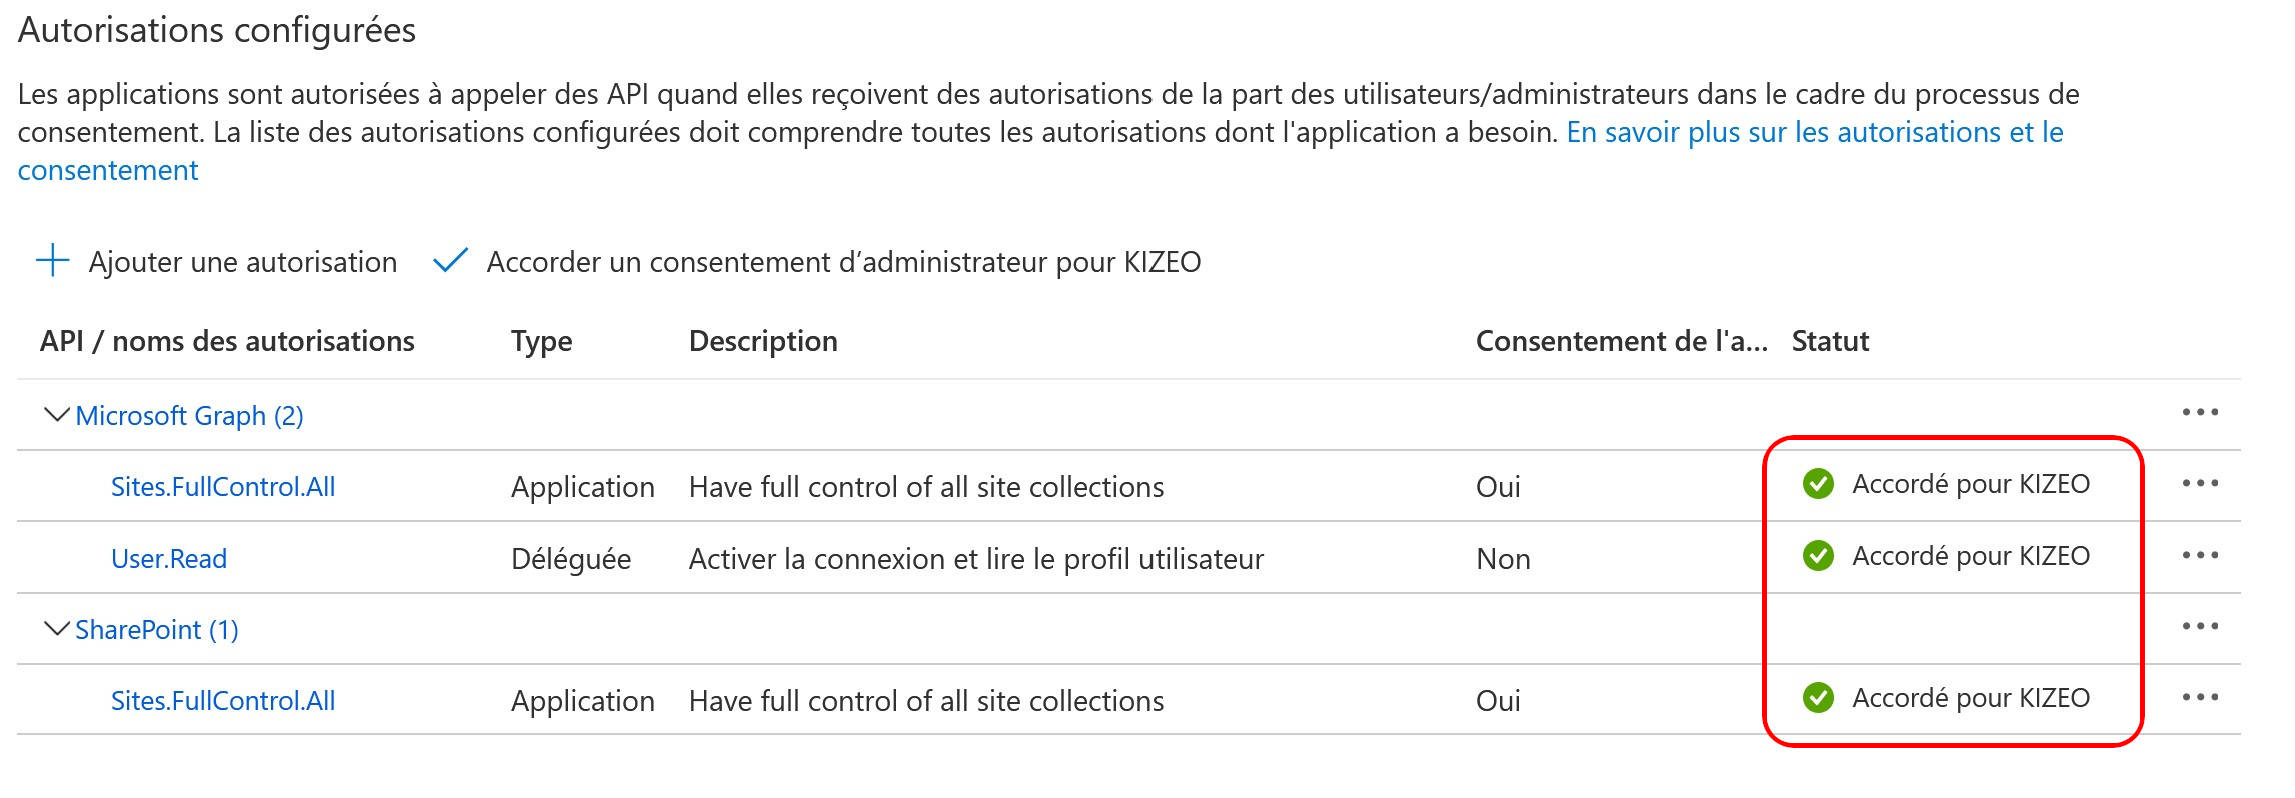 Autorisations configurées
Les applications sont autorisées à appeler des API quand elles reçoivent des autorisations de la part des utilisateurs/administrateurs dans le cadre du processus de
consentement. La liste des autorisations configurées doit comprendre toutes les autorisations dont l'application a besoin. En savoir plus sur les autorisations et le
consentement
Ajouter une autorisation Accorder un consentement d’administrateur pour KIZEO
API / noms des autorisations Type Description Consentement de l'a... Statut
Microsoft Graph (2)
Sites.FullControl.All Application Have full control of all site collections Oui Accordé pour KIZEO
User.Read Déléguée Activer la connexion et lire le profil utilisateur Non Accordé pour KIZEO
SharePoint (1)
Sites.FullControl.All Application Have full control of all site collections Oui Accordé pour KIZEO